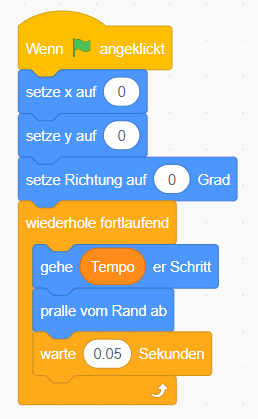 Wenn angeklickt
setze x auf 0
setze y auf 0
setze Richtung auf 0 Grad
wiederhole fortlaufend
gehe Tempo er Schritt
pralle vom Rand ab
warte 0.05 Sekunden